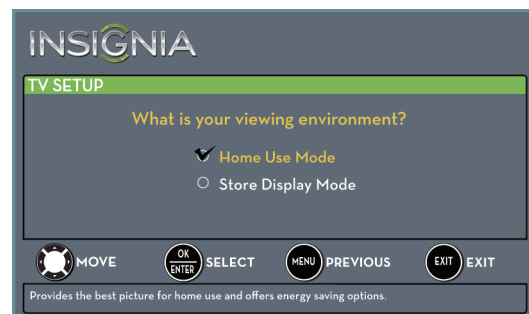 INSIGNIA
TV SETUP
What is your viewing environment?
Home Use Mode
Store Display Mode
MOVE OK ENTER SELECT MENU PREVIOUS EXIT EXIT
Provides the best picture for home use and offers energy saving options.